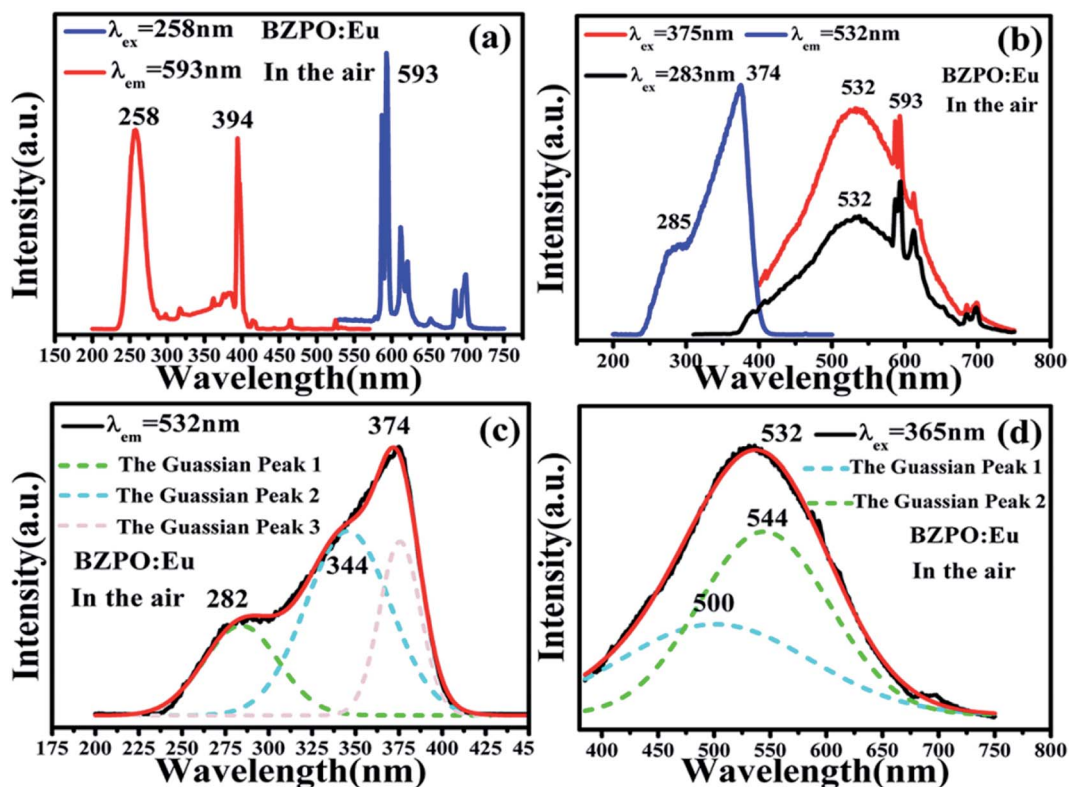 λex=258nm BZPO:Eu (a)
λem=593nm In the air 593
258 394
Intensity(a.u.)
150 200 250 300 350 400 450 500 550 600 650 700 750
Wavelength(nm)
λex=375nm λem=532nm (b)
λex=283nm 374 BZPO:Eu
In the air
532 593
285 532
Intensity(a.u.)
200 300 400 500 600 700 800
Wavelength(nm)
λem=532nm 374 (c)
The Guassian Peak 1
The Guassian Peak 2
The Guassian Peak 3
BZPO:Eu
In the air 282 344
Intensity(a.u.)
175 200 225 250 275 300 325 350 375 400 425 45
Wavelength(nm)
532 λex=365nm (d)
The Guassian Peak 1
The Guassian Peak 2
544 BZPO:Eu
In the air
500
Intensity(a.u.)
400 450 500 550 600 650 700 750 800
Wavelength(nm)